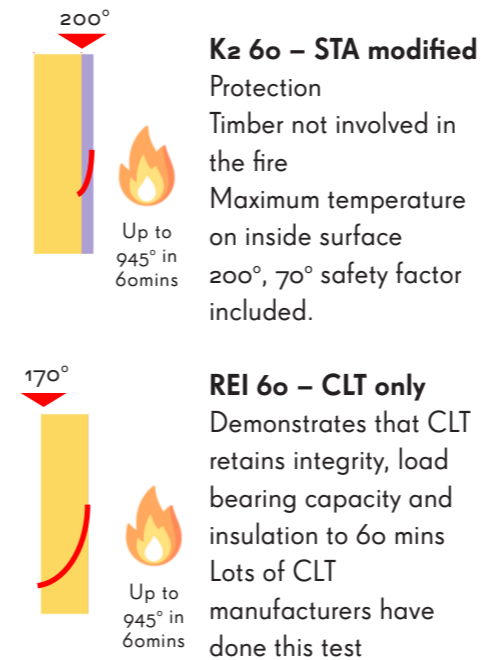 200°
K2 60 – STA modified
Protection
Timber not involved in
the fire
Maximum temperature
on inside surface
200°, 70° safety factor
included.
Up to
945° in
60mins
170°
REI 60 – CLT only
Demonstrates that CLT
retains integrity, load
bearing capacity and
insulation to 60 mins
Lots of CLT
manufacturers have
done this test
Up to
945° in
60mins